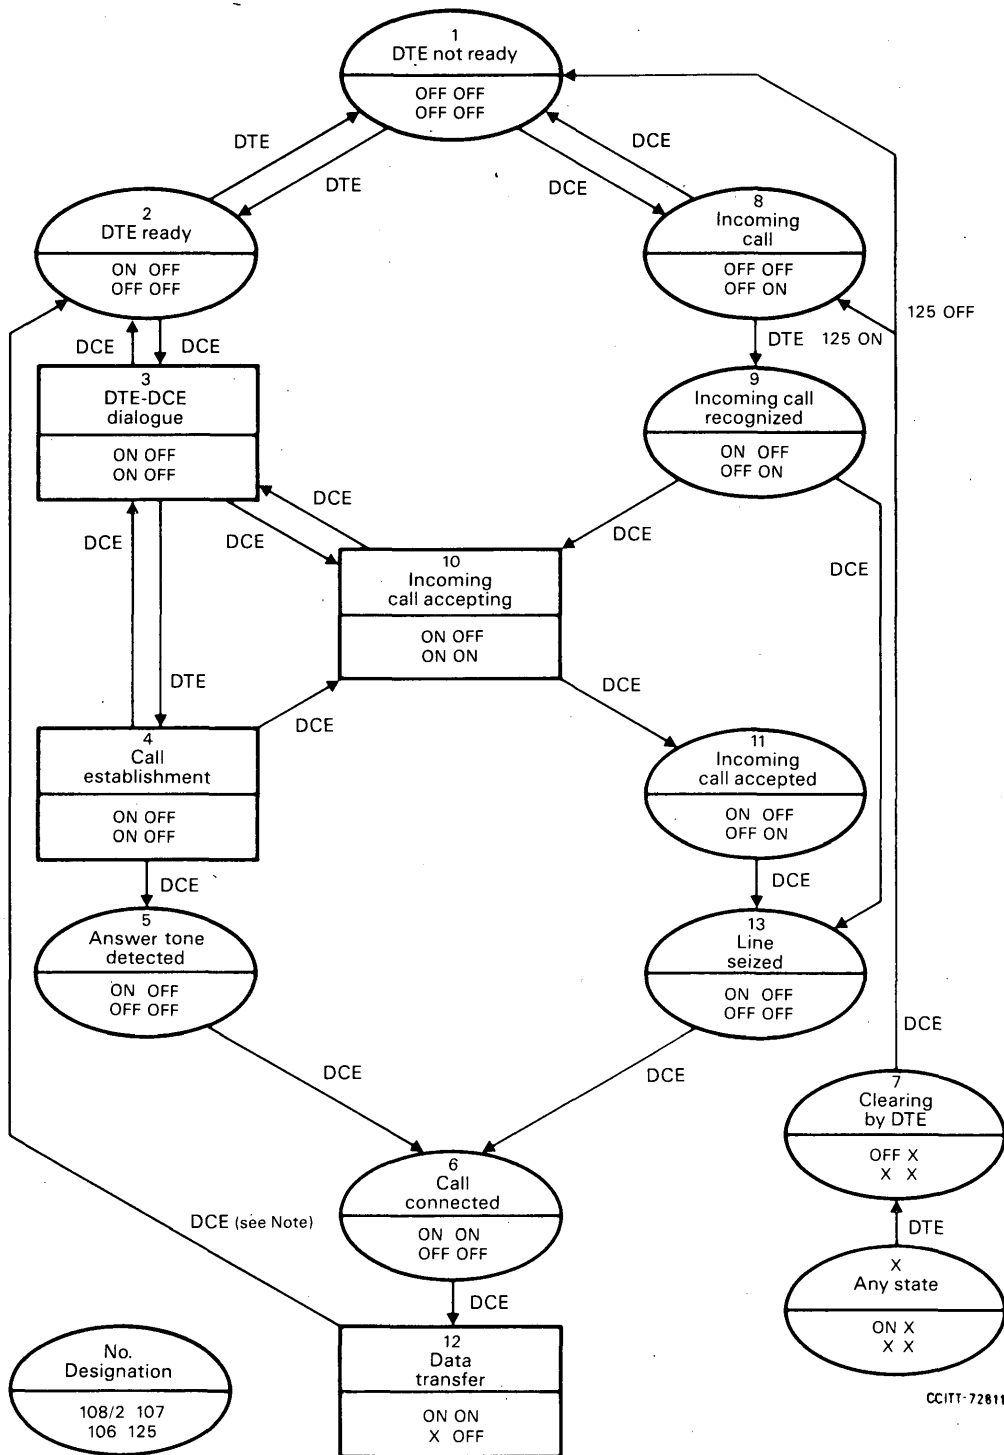 1
DTE not ready
OFF OFF
OFF OFF
DTE
DTE
DCE
DCE
2
DTE ready
ON OFF
OFF OFF
8
Incoming
call
OFF OFF
OFF ON
125 OFF
DCE
DCE
DTE
125 ON
3
DTE-DCE
dialogue
ON OFF
ON OFF
9
Incoming call
recognized
ON OFF
OFF ON
DCE
DCE
DCE
DCE
DCE
10
Incoming
call accepting
ON OFF
ON ON
DTE
DCE
DCE
4
Call
establishment
ON OFF
ON OFF
11
Incoming
call accepted
ON OFF
OFF ON
DCE
DCE
5
Answer tone
detected
ON OFF
OFF OFF
13
Line
seized
ON OFF
OFF OFF
DCE
DCE
DCE
7
Clearing
by DTE
OFF X
X X
6
Call
connected
ON ON
OFF OFF
DCE (see Note)
DTE
X
Any state
ON X
X X
DCE
12
Data
transfer
ON ON
X OFF
No.
Designation
108/2 107
106 125
CCITT-72811